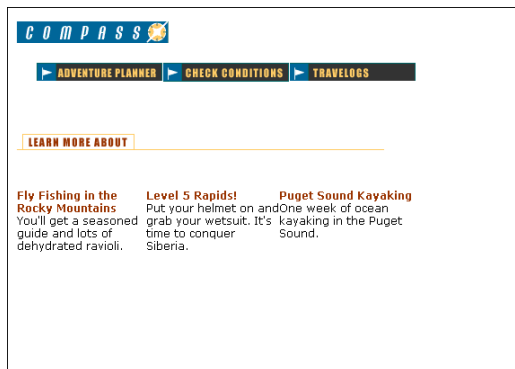 COMPASS
ADVENTURE PLANNER CHECK CONDITIONS TRAVELOGS
LEARN MORE ABOUT
Fly Fishing in the
Rocky Mountains
You'll get a seasoned
guide and lots of
dehydrated ravioli.
Level 5 Rapids!
Put your helmet on and
grab your wetsuit. It's
time to conquer
Siberia.
Puget Sound Kayaking
One week of ocean
kayaking in the Puget
Sound.